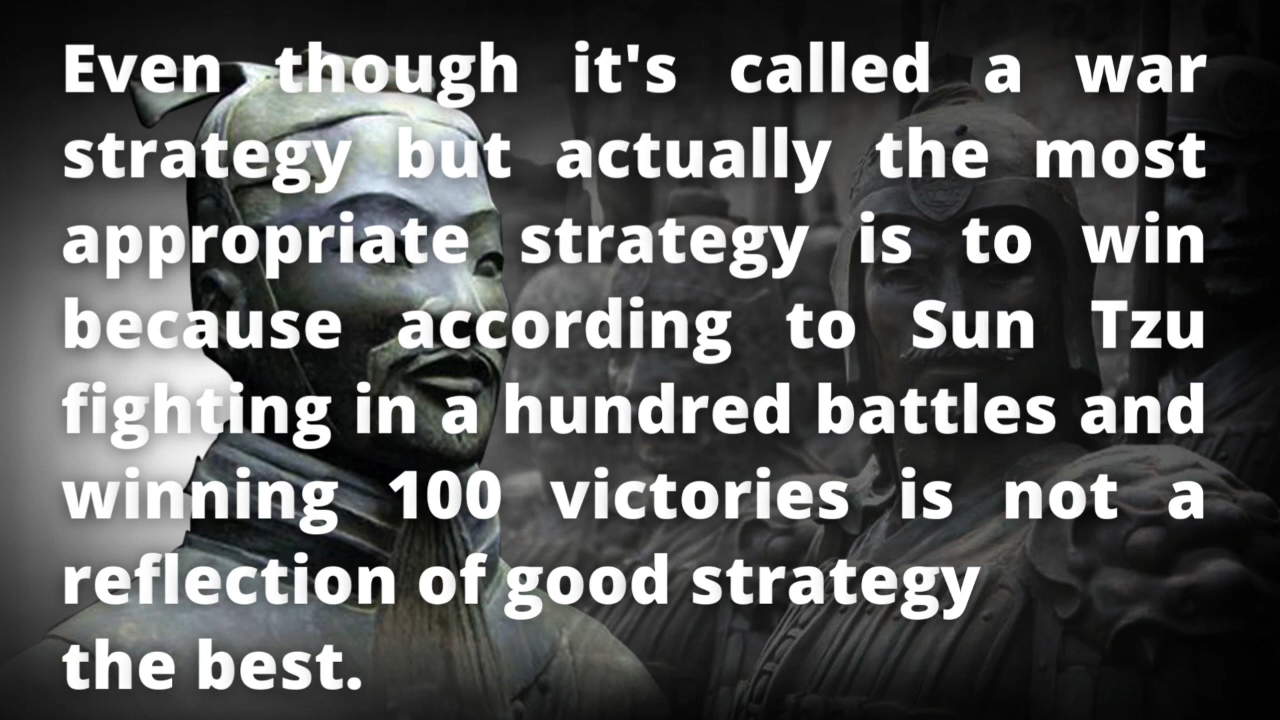 Even though it's called a war
strategy but actually the most
appropriate strategy is to win
because according to Sun Tzu
fighting in a hundred battles and
winning 100 victories is not a
reflection of good strategy
the best.